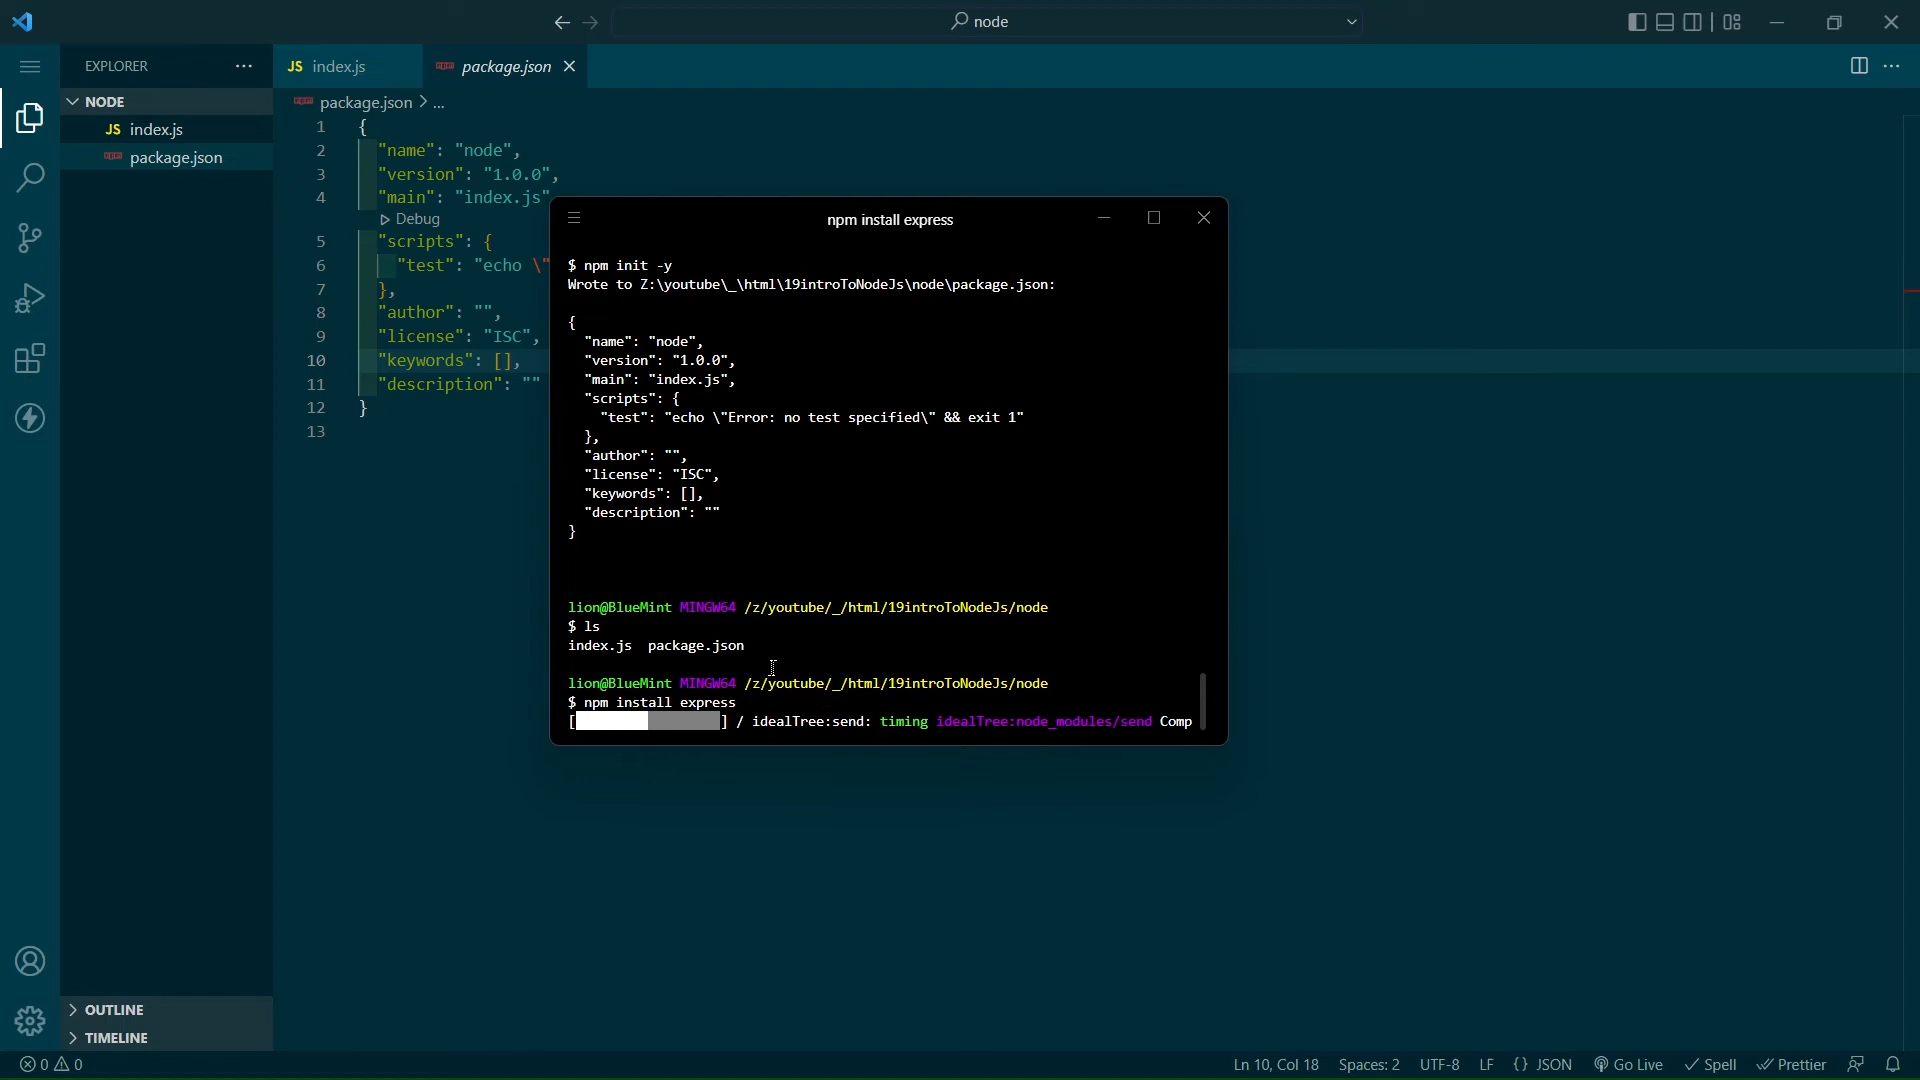 node
EXPLORER
JS index.js
package.json
NODE
JS index.js
package.json
package.json > ...
1 {
2 "name": "node",
3 "version": "1.0.0",
4 "main": "index.js"
Debug
5 "scripts": {
6 "test": "echo \"
7 },
8 "author": "",
9 "license": "ISC",
10 "keywords": [],
11 "description": ""
12 }
13
npm install express
$ npm init -y
Wrote to Z:\youtube\_\html\19introToNodeJs\node\package.json:
{
"name": "node",
"version": "1.0.0",
"main": "index.js",
"scripts": {
"test": "echo \"Error: no test specified\" && exit 1"
},
"author": "",
"license": "ISC",
"keywords": [],
"description": ""
}
lion@BlueMint MINGW64 /z/youtube/_/html/19introToNodeJs/node
$ ls
index.js package.json
lion@BlueMint MINGW64 /z/youtube/_/html/19introToNodeJs/node
$ npm install express
[ ] / idealTree:send: timing idealTree:node_modules/send Comp
OUTLINE
TIMELINE
0 0
Ln 10, Col 18 Spaces: 2 UTF-8 LF {} JSON Go Live Spell Prettier